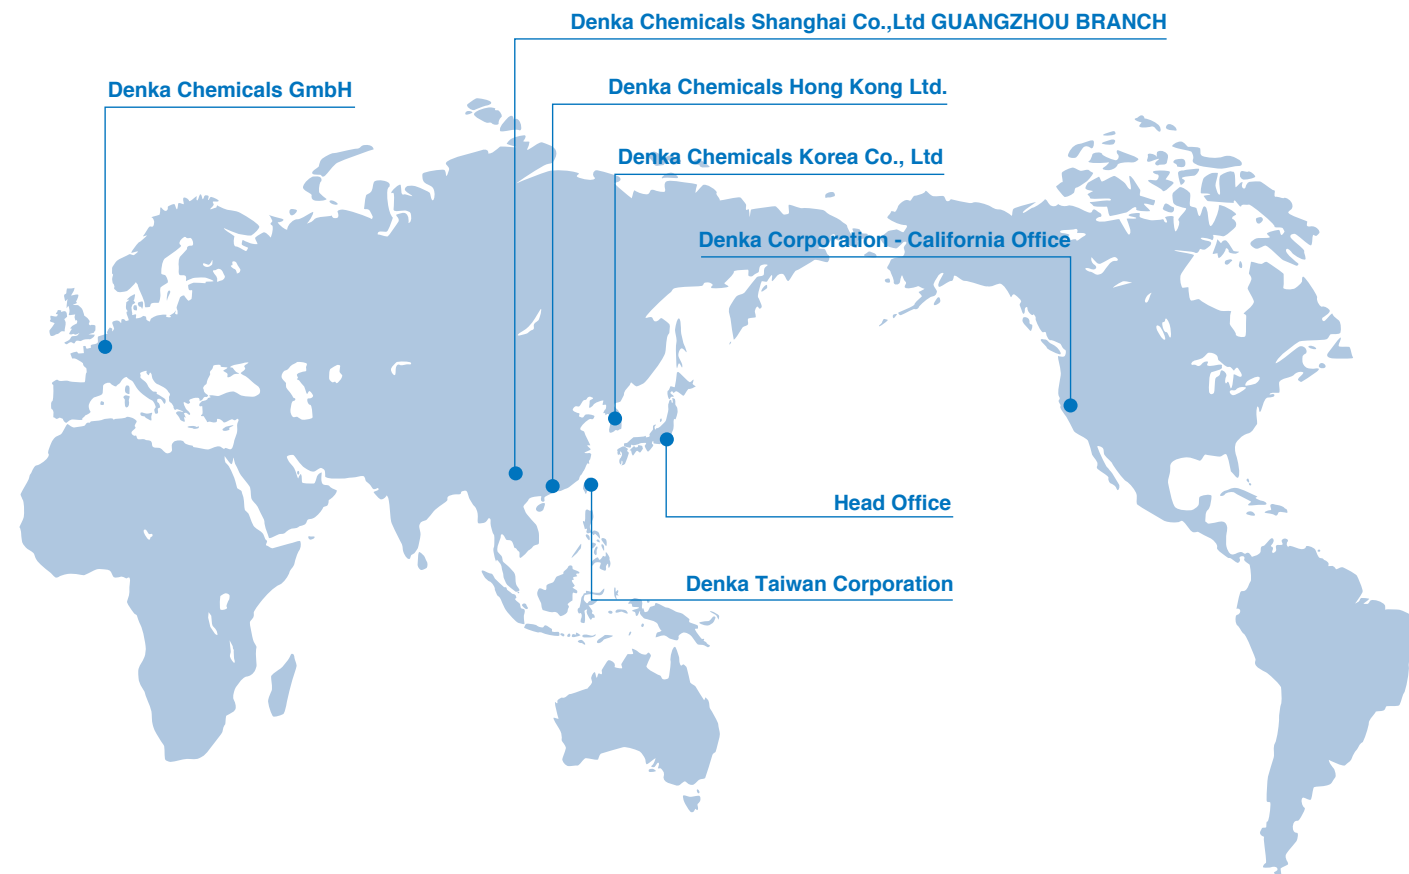 Denka Chemicals Shanghai Co.,Ltd GUANGZHOU BRANCH
Denka Chemicals GmbH
Denka Chemicals Hong Kong Ltd.
Denka Chemicals Korea Co., Ltd
Denka Corporation - California Office
Head Office
Denka Taiwan Corporation